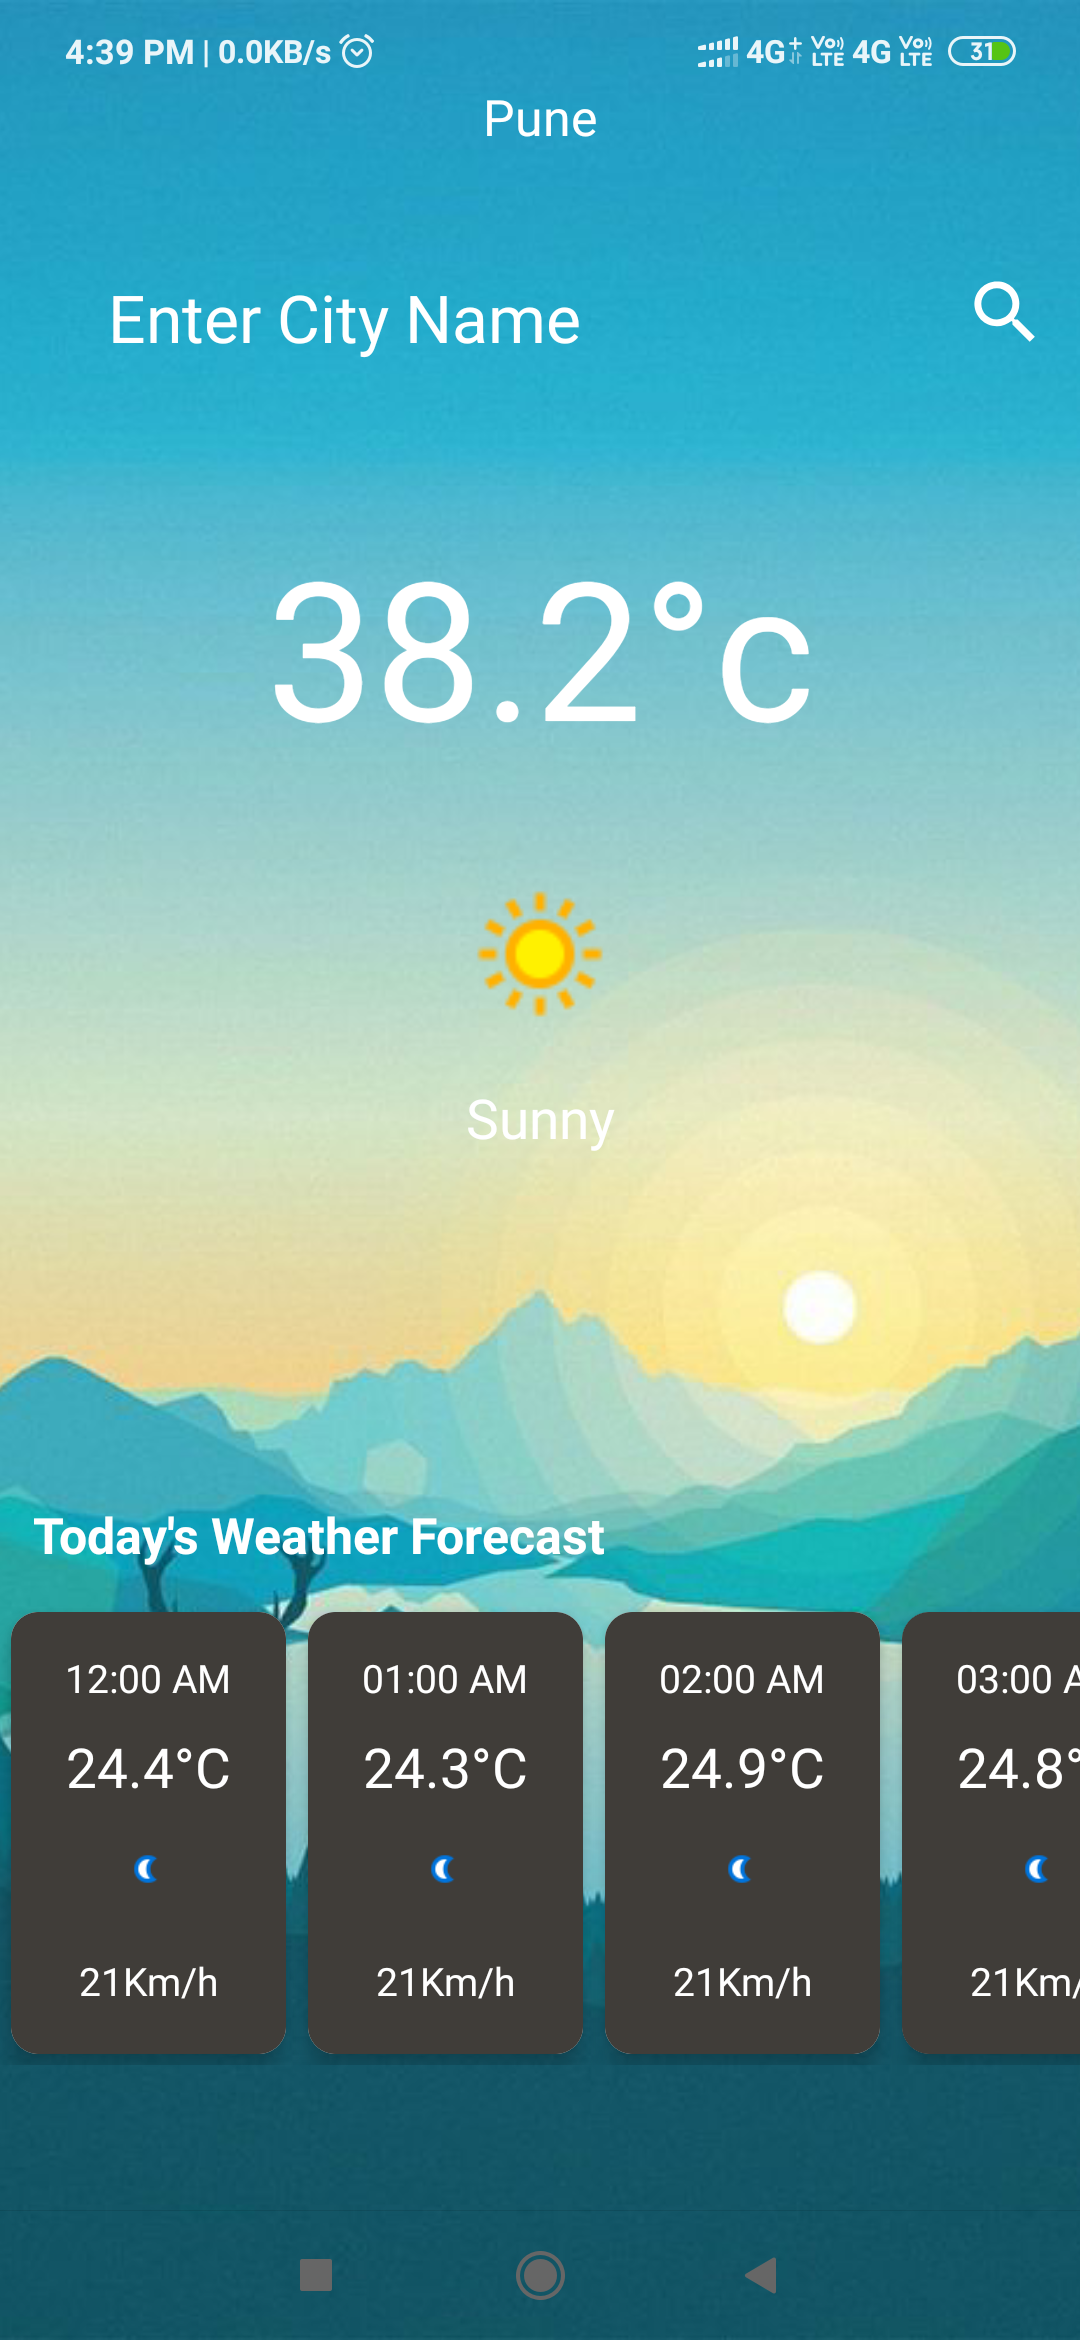 4:39 PM | 0.0KB/s 4G+ Vo) LTE 4G Vo) LTE 31
Pune
Enter City Name
38.2°c
Sunny
Today's Weather Forecast
12:00 AM 01:00 AM 02:00 AM 03:00 A
24.4°C 24.3°C 24.9°C 24.8°
21Km/h 21Km/h 21Km/h 21Km/